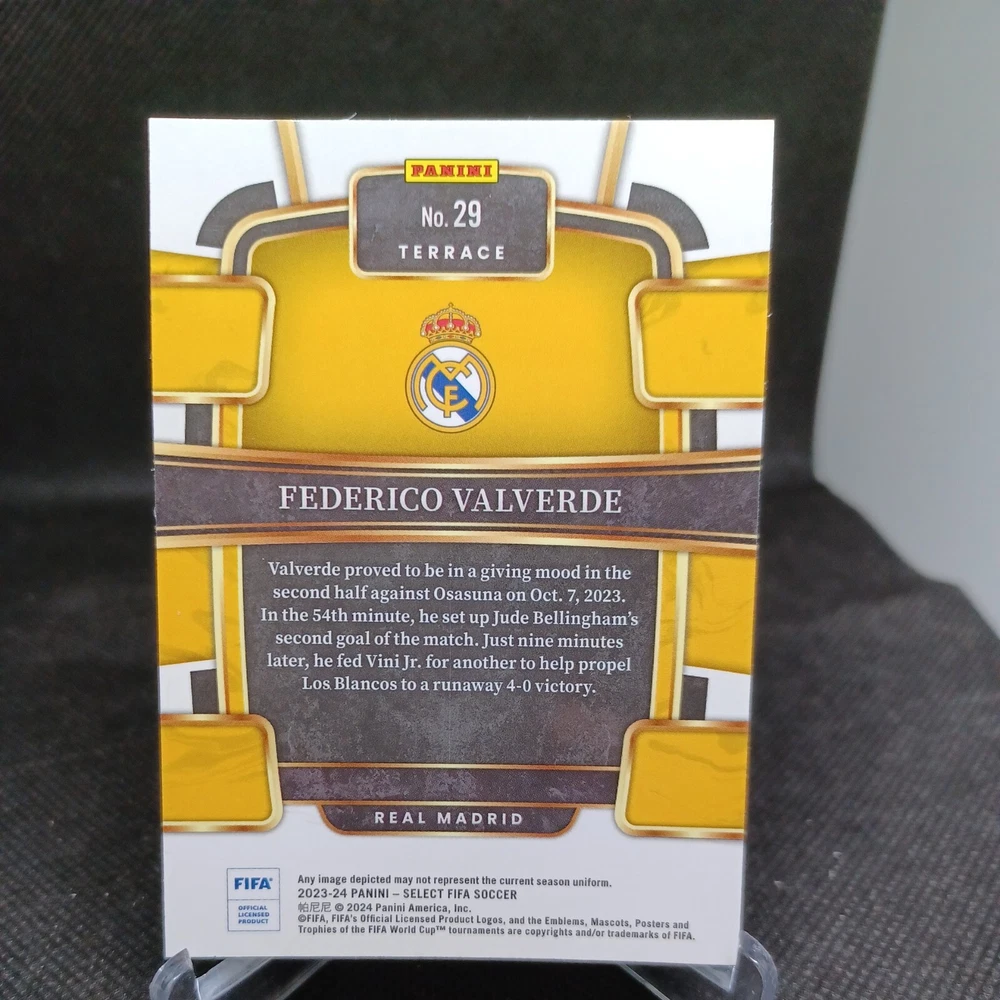 PANINI
No. 29
TERRACE
FEDERICO VALVERDE
Valverde proved to be in a giving mood in the
second half against Osasuna on Oct. 7, 2023.
In the 54th minute, he set up Jude Bellingham's
second goal of the match. Just nine minutes
later, he fed Vini Jr. for another to help propel
Los Blancos to a runaway 4-0 victory.
REAL MADRID
FIFA®
OFFICIAL
LICENSED
PRODUCT
Any image depicted may not represent the current season uniform.
2023-24 PANINI – SELECT FIFA SOCCER
帕尼尼 © 2024 Panini America, Inc.
©FIFA, FIFA's Official Licensed Product Logos, and the Emblems, Mascots, Posters and
Trophies of the FIFA World Cup™ tournaments are copyrights and/or trademarks of FIFA.